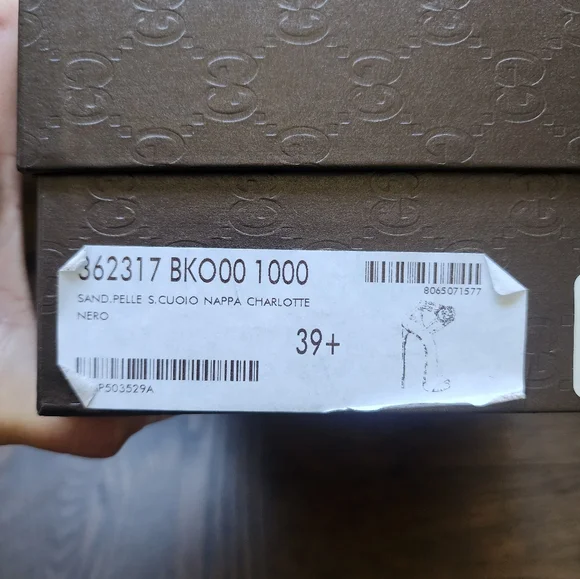 362317 BKO00 1000
8065071577
SAND.PELLE S.CUOIO NAPPA CHARLOTTE
NERO
39+
P503529A